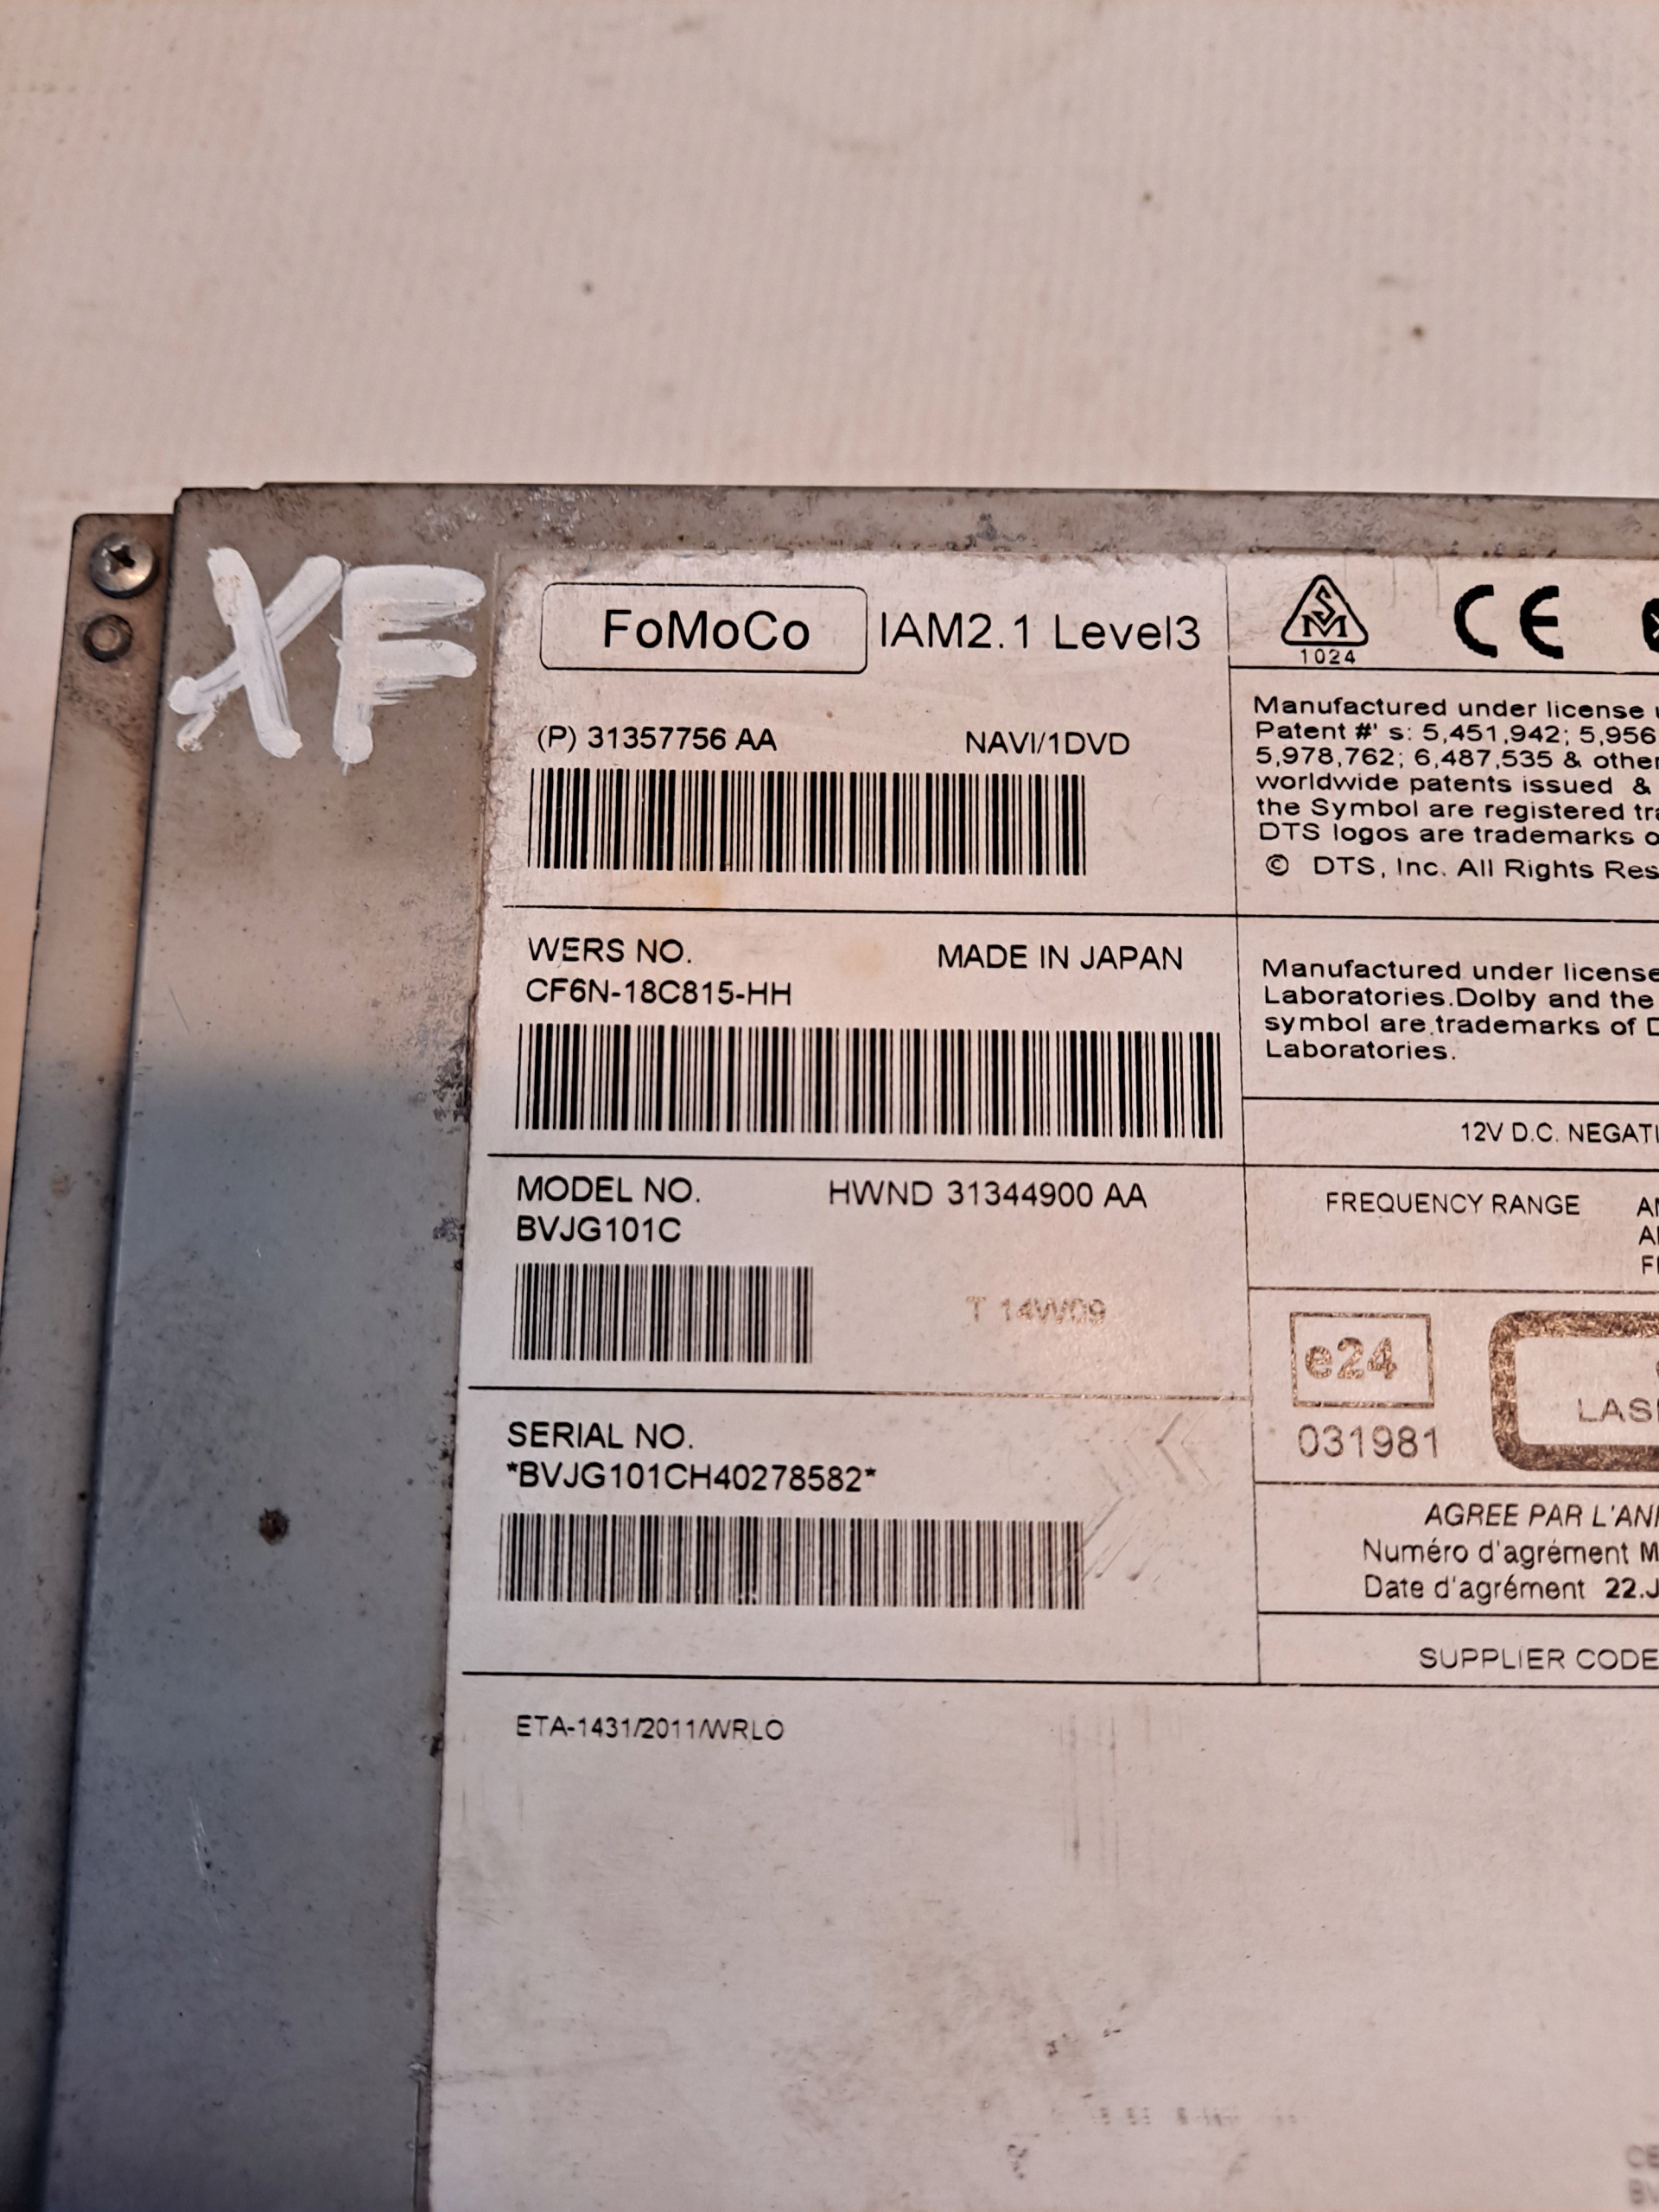 XF
FoMoCo IAM2.1 Level3
(P) 31357756 AA NAVI/1DVD
WERS NO. MADE IN JAPAN
CF6N-18C815-HH
MODEL NO. HWND 31344900 AA
BVJG101C
T 14W09
SERIAL NO.
*BVJG101CH40278582*
ETA-1431/2011/WRLO
SM
1024
CE
Manufactured under license
Patent #' s: 5,451,942; 5,956
5,978,762; 6,487,535 & other
worldwide patents issued &
the Symbol are registered
DTS logos are trademarks
© DTS, Inc. All Rights
Manufactured under license
Laboratories.Dolby and the
symbol are trademarks of
Laboratories.
12V D.C.
FREQUENCY RANGE
e24
031981
AGREE PAR
Numéro d'agrément
Date d'agrément 22.
SUPPLIER CODE